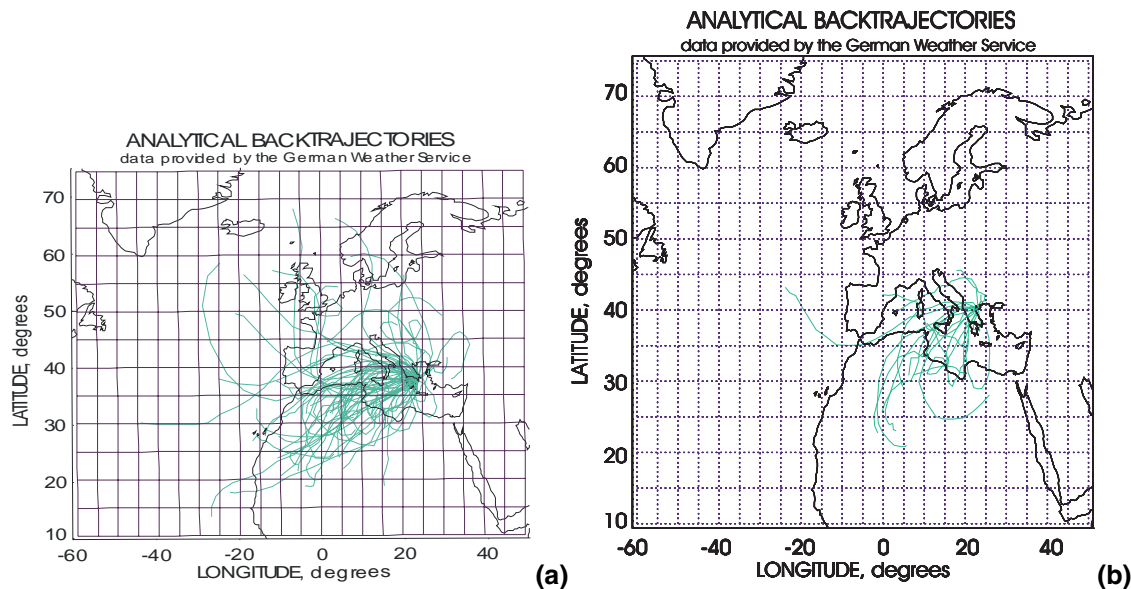 ANALYTICAL BACKTRAJECTORIES
data provided by the German Weather Service
70
60
50
40
30
20
10
LATITUDE, degrees
-60
-40
-20
0
20
40
LONGITUDE, degrees
(a)
ANALYTICAL BACKTRAJECTORIES
data provided by the German Weather Service
70
60
50
40
30
20
10
LATITUDE, degrees
-60
-40
-20
0
20
40
LONGITUDE, degrees
(b)